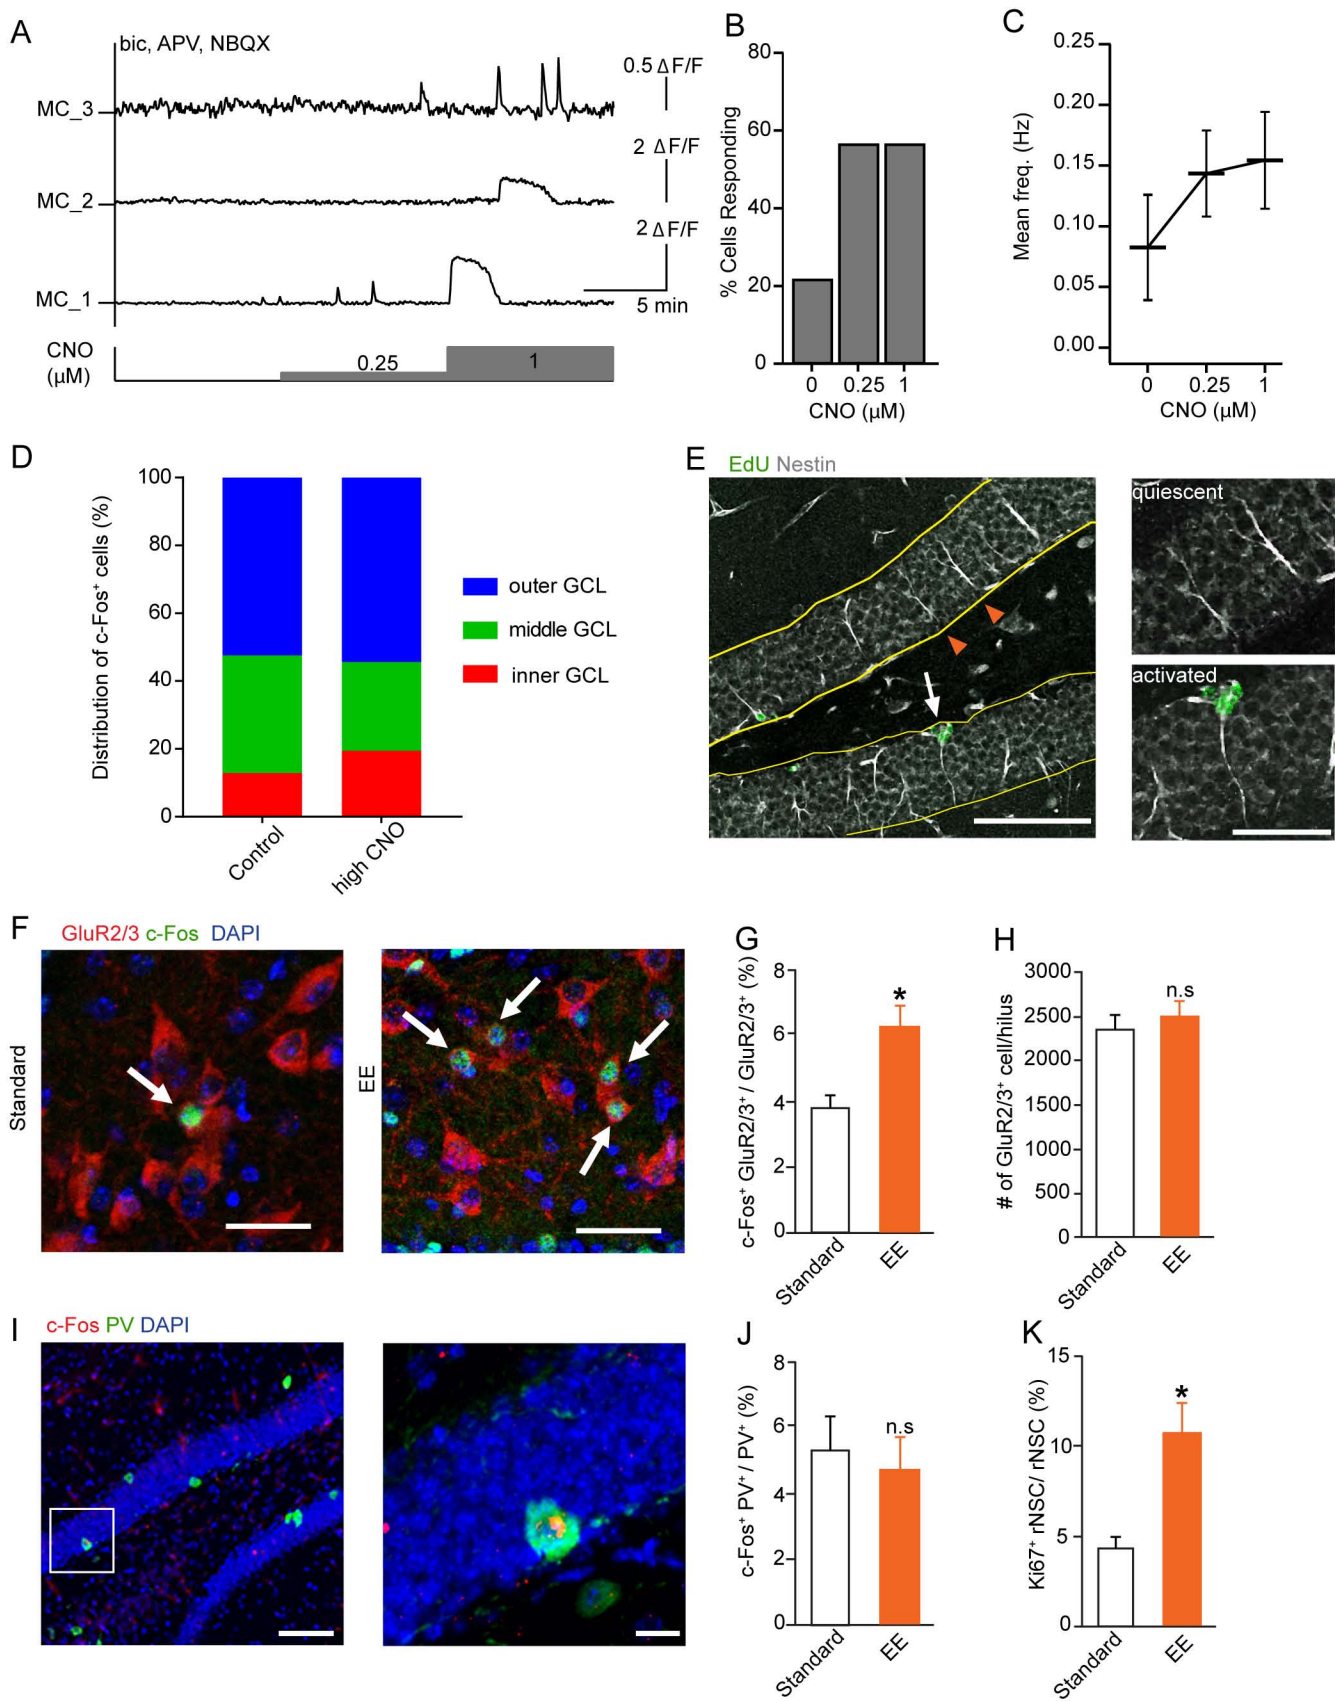 A
bic, APV, NBQX
MC_3
MC_2
MC_1
0.5 ΔF/F
2 ΔF/F
2 ΔF/F
5 min
CNO
(µM)
0.25
1
B
% Cells Responding
80
60
40
20
0
0 0.25 1
CNO (µM)
C
Mean freq. (Hz)
0.25
0.20
0.15
0.10
0.05
0.00
0 0.25 1
CNO (µM)
D
Distribution of c-Fos⁺ cells (%)
100
80
60
40
20
0
Control
high CNO
outer GCL
middle GCL
inner GCL
E
EdU Nestin
quiescent
activated
F
GluR2/3 c-Fos DAPI
Standard
EE
G
c-Fos⁺ GluR2/3⁺ / GluR2/3⁺ (%)
8
6
4
2
0
*
Standard
EE
H
# of GluR2/3⁺ cell/hilus
3000
2500
2000
1500
1000
500
0
n.s
Standard
EE
I
c-Fos PV DAPI
J
c-Fos⁺ PV⁺ / PV⁺ (%)
8
6
4
2
0
n.s
Standard
EE
K
Ki67⁺ rNSC/ rNSC (%)
15
10
5
0
*
Standard
EE